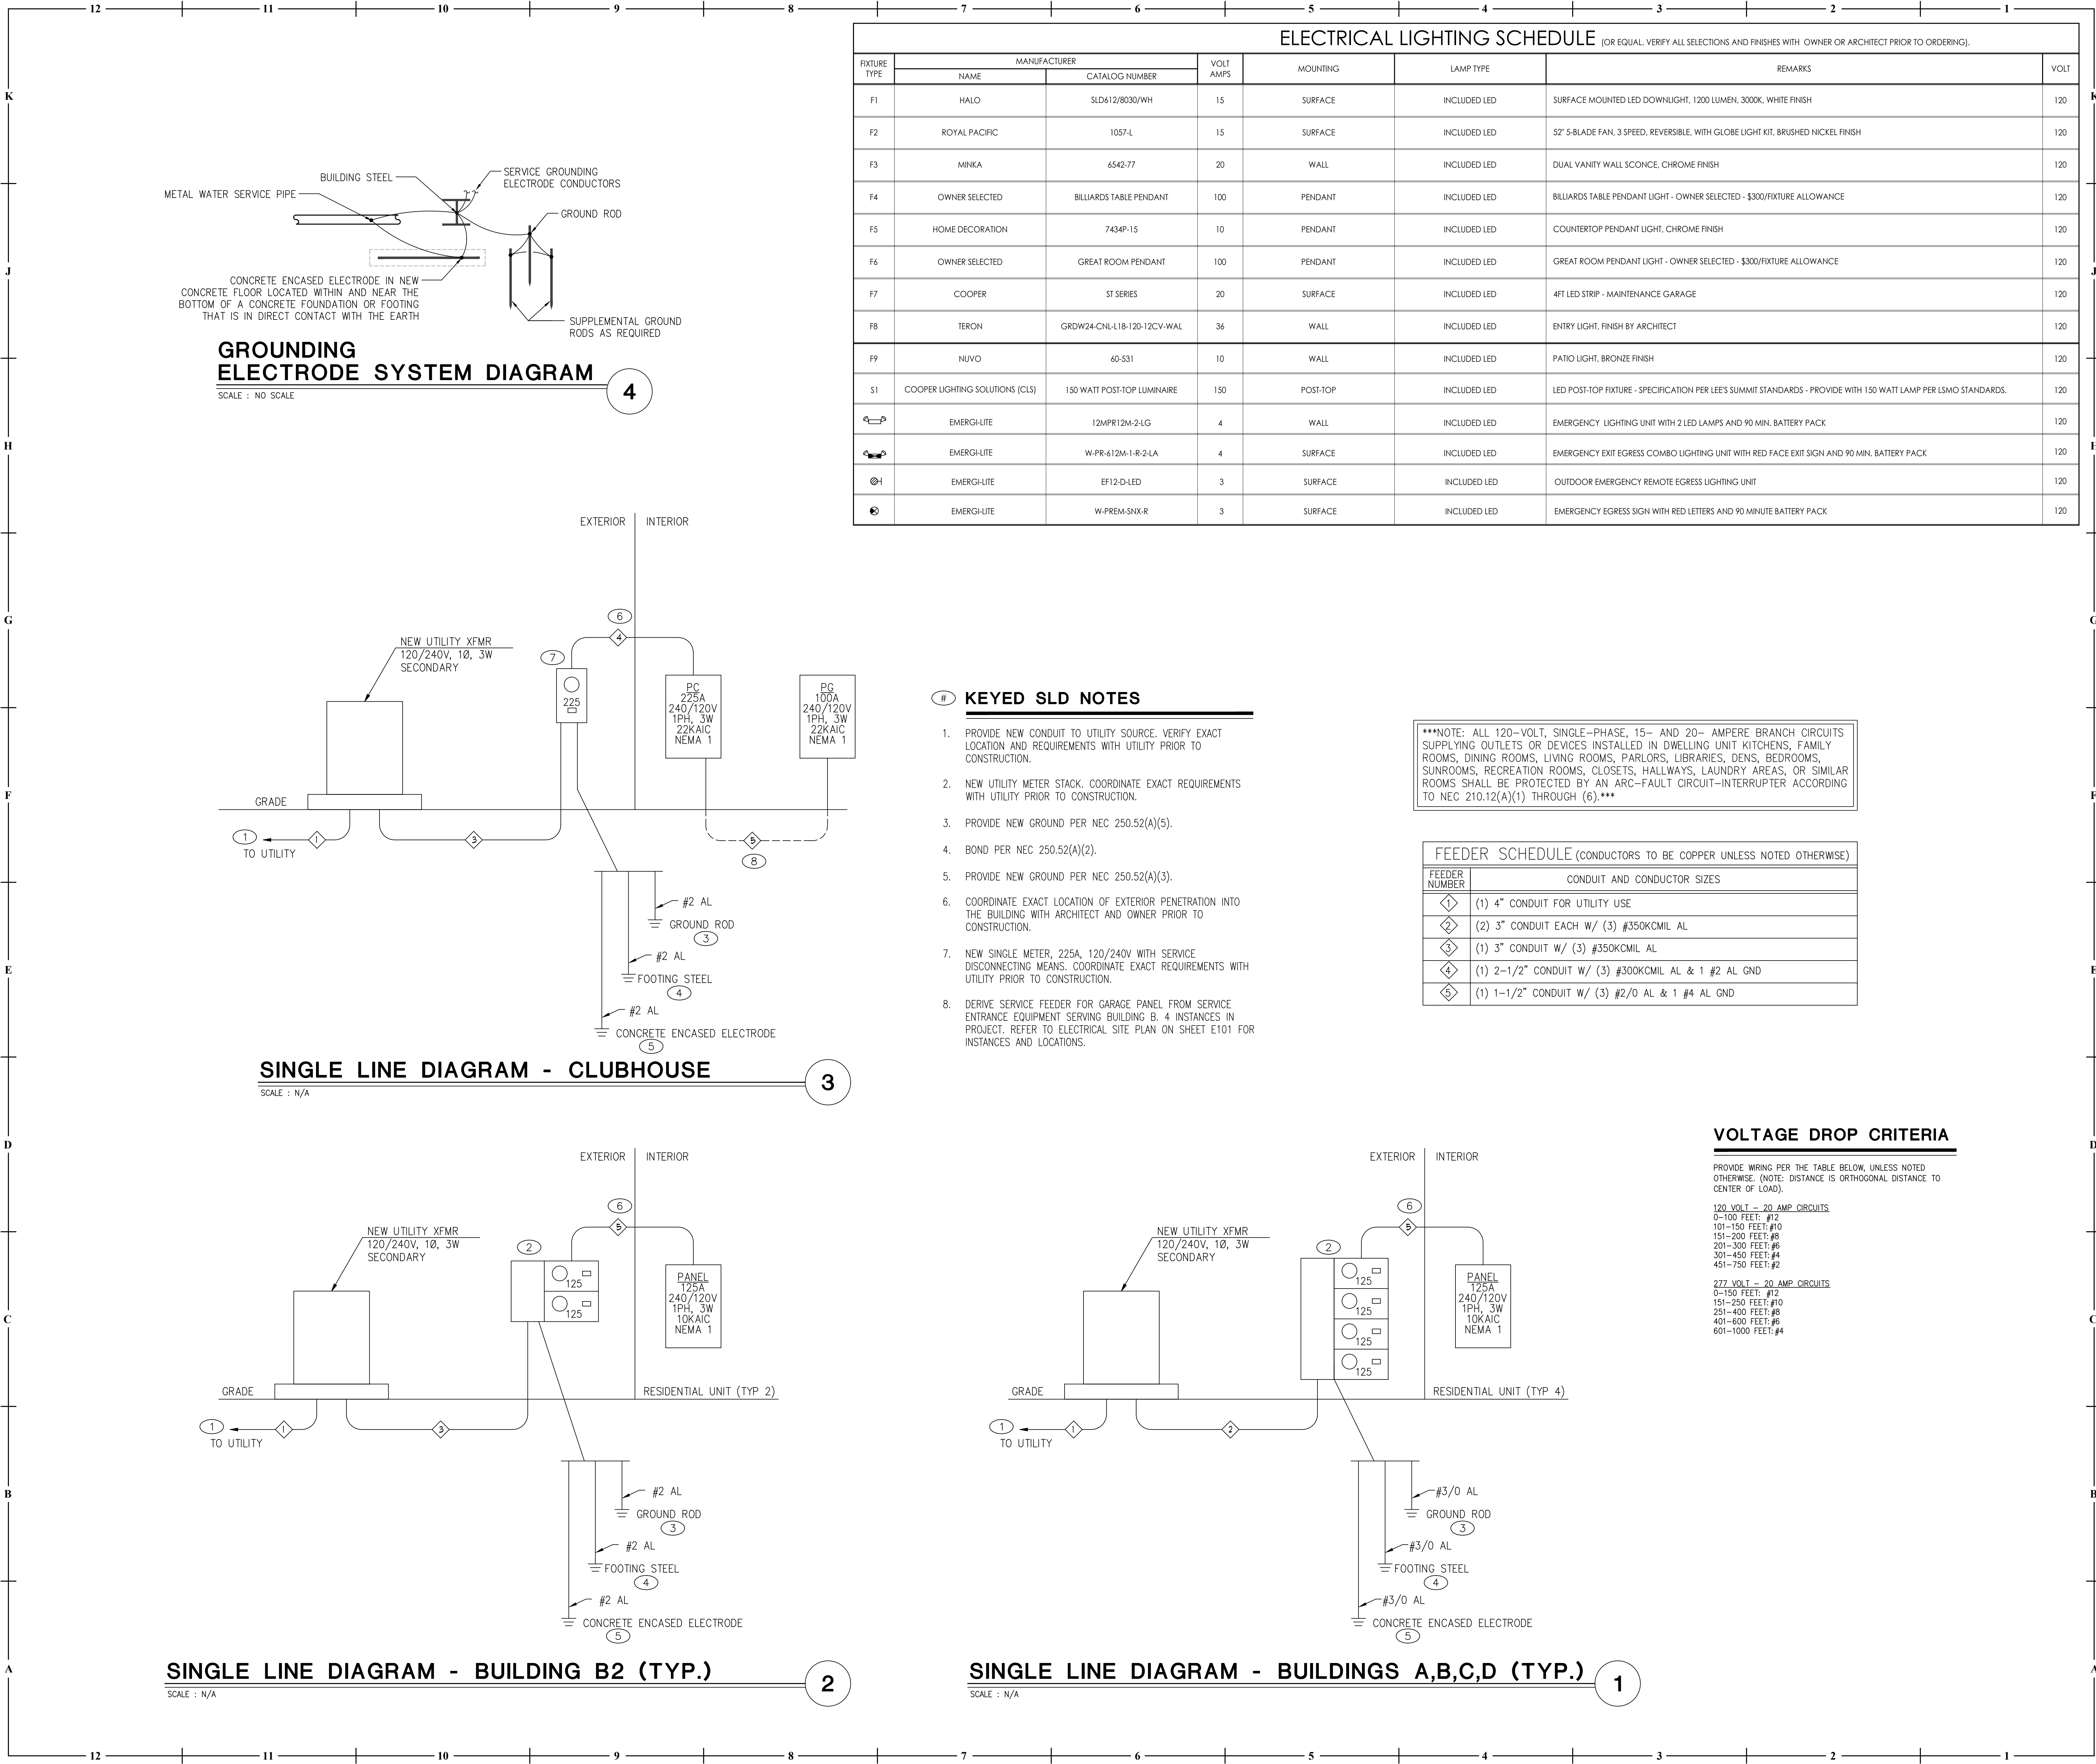 12 11 10 9 8 7 6 5 4 3 2 1
K
J
H
G
F
E
D
C
B
A
ELECTRICAL LIGHTING SCHEDULE (OR EQUAL. VERIFY ALL SELECTIONS AND FINISHES WITH OWNER OR ARCHITECT PRIOR TO ORDERING).
FIXTURE TYPE MANUFACTURER NAME CATALOG NUMBER VOLT AMPS MOUNTING LAMP TYPE REMARKS VOLT
F1 HALO SLD612/8030/WH 15 SURFACE INCLUDED LED SURFACE MOUNTED LED DOWNLIGHT, 1200 LUMEN, 3000K, WHITE FINISH 120
F2 ROYAL PACIFIC 1057-L 15 SURFACE INCLUDED LED 52" 5-BLADE FAN, 3 SPEED, REVERSIBLE, WITH GLOBE LIGHT KIT, BRUSHED NICKEL FINISH 120
F3 MINKA 6542-77 20 WALL INCLUDED LED DUAL VANITY WALL SCONCE, CHROME FINISH 120
F4 OWNER SELECTED BILLIARDS TABLE PENDANT 100 PENDANT INCLUDED LED BILLIARDS TABLE PENDANT LIGHT - OWNER SELECTED - $300/FIXTURE ALLOWANCE 120
F5 HOME DECORATION 7434P-15 10 PENDANT INCLUDED LED COUNTERTOP PENDANT LIGHT, CHROME FINISH 120
F6 OWNER SELECTED GREAT ROOM PENDANT 100 PENDANT INCLUDED LED GREAT ROOM PENDANT LIGHT - OWNER SELECTED - $300/FIXTURE ALLOWANCE 120
F7 COOPER ST SERIES 20 SURFACE INCLUDED LED 4FT LED STRIP - MAINTENANCE GARAGE 120
F8 TERON GRDW24-CNL-L18-120-12CV-WAL 36 WALL INCLUDED LED ENTRY LIGHT, FINISH BY ARCHITECT 120
F9 NUVO 60-531 10 WALL INCLUDED LED PATIO LIGHT, BRONZE FINISH 120
S1 COOPER LIGHTING SOLUTIONS (CLS) 150 WATT POST-TOP LUMINAIRE 150 POST-TOP INCLUDED LED LED POST-TOP FIXTURE - SPECIFICATION PER LEE'S SUMMIT STANDARDS - PROVIDE WITH 150 WATT LAMP PER LSMO STANDARDS. 120
EMERGI-LITE 12MPR12M-2-LG 4 WALL INCLUDED LED EMERGENCY LIGHTING UNIT WITH 2 LED LAMPS AND 90 MIN. BATTERY PACK 120
EMERGI-LITE W-PR-612M-1-R-2-LA 4 SURFACE INCLUDED LED EMERGENCY EXIT EGRESS COMBO LIGHTING UNIT WITH RED FACE EXIT SIGN AND 90 MIN. BATTERY PACK 120
EMERGI-LITE EF12-D-LED 3 SURFACE INCLUDED LED OUTDOOR EMERGENCY REMOTE EGRESS LIGHTING UNIT 120
EMERGI-LITE W-PREM-SNX-R 3 SURFACE INCLUDED LED EMERGENCY EGRESS SIGN WITH RED LETTERS AND 90 MINUTE BATTERY PACK 120
BUILDING STEEL
METAL WATER SERVICE PIPE
SERVICE GROUNDING
ELECTRODE CONDUCTORS
GROUND ROD
CONCRETE ENCASED ELECTRODE IN NEW
CONCRETE FLOOR LOCATED WITHIN AND NEAR THE
BOTTOM OF A CONCRETE FOUNDATION OR FOOTING
THAT IS IN DIRECT CONTACT WITH THE EARTH
SUPPLEMENTAL GROUND
RODS AS REQUIRED
GROUNDING
ELECTRODE SYSTEM DIAGRAM
4
SCALE : NO SCALE
EXTERIOR INTERIOR
6
4
NEW UTILITY XFMR
120/240V, 1Ø, 3W
SECONDARY
7
225
PC
225A
240/120V
1PH, 3W
22KAIC
NEMA 1
PG
100A
240/120V
1PH, 3W
22KAIC
NEMA 1
GRADE
1
TO UTILITY
1
3
5
8
#2 AL
GROUND ROD
3
#2 AL
FOOTING STEEL
4
#2 AL
CONCRETE ENCASED ELECTRODE
5
SINGLE LINE DIAGRAM - CLUBHOUSE
3
SCALE : N/A
# KEYED SLD NOTES
1. PROVIDE NEW CONDUIT TO UTILITY SOURCE. VERIFY EXACT
LOCATION AND REQUIREMENTS WITH UTILITY PRIOR TO
CONSTRUCTION.
2. NEW UTILITY METER STACK. COORDINATE EXACT REQUIREMENTS
WITH UTILITY PRIOR TO CONSTRUCTION.
3. PROVIDE NEW GROUND PER NEC 250.52(A)(5).
4. BOND PER NEC 250.52(A)(2).
5. PROVIDE NEW GROUND PER NEC 250.52(A)(3).
6. COORDINATE EXACT LOCATION OF EXTERIOR PENETRATION INTO
THE BUILDING WITH ARCHITECT AND OWNER PRIOR TO
CONSTRUCTION.
7. NEW SINGLE METER, 225A, 120/240V WITH SERVICE
DISCONNECTING MEANS. COORDINATE EXACT REQUIREMENTS WITH
UTILITY PRIOR TO CONSTRUCTION.
8. DERIVE SERVICE FEEDER FOR GARAGE PANEL FROM SERVICE
ENTRANCE EQUIPMENT SERVING BUILDING B. 4 INSTANCES IN
PROJECT. REFER TO ELECTRICAL SITE PLAN ON SHEET E101 FOR
INSTANCES AND LOCATIONS.
***NOTE: ALL 120-VOLT, SINGLE-PHASE, 15- AND 20- AMPERE BRANCH CIRCUITS
SUPPLYING OUTLETS OR DEVICES INSTALLED IN DWELLING UNIT KITCHENS, FAMILY
ROOMS, DINING ROOMS, LIVING ROOMS, PARLORS, LIBRARIES, DENS, BEDROOMS,
SUNROOMS, RECREATION ROOMS, CLOSETS, HALLWAYS, LAUNDRY AREAS, OR SIMILAR
ROOMS SHALL BE PROTECTED BY AN ARC-FAULT CIRCUIT-INTERRUPTER ACCORDING
TO NEC 210.12(A)(1) THROUGH (6).***
FEEDER SCHEDULE (CONDUCTORS TO BE COPPER UNLESS NOTED OTHERWISE)
FEEDER NUMBER CONDUIT AND CONDUCTOR SIZES
1 (1) 4" CONDUIT FOR UTILITY USE
2 (2) 3" CONDUIT EACH W/ (3) #350KCMIL AL
3 (1) 3" CONDUIT W/ (3) #350KCMIL AL
4 (1) 2-1/2" CONDUIT W/ (3) #300KCMIL AL & 1 #2 AL GND
5 (1) 1-1/2" CONDUIT W/ (3) #2/0 AL & 1 #4 AL GND
VOLTAGE DROP CRITERIA
PROVIDE WIRING PER THE TABLE BELOW, UNLESS NOTED
OTHERWISE. (NOTE: DISTANCE IS ORTHOGONAL DISTANCE TO
CENTER OF LOAD).
120 VOLT - 20 AMP CIRCUITS
0-100 FEET: #12
101-150 FEET: #10
151-200 FEET: #8
201-300 FEET: #6
301-450 FEET: #4
451-750 FEET: #2
277 VOLT - 20 AMP CIRCUITS
0-150 FEET: #12
151-250 FEET: #10
251-400 FEET: #8
401-600 FEET: #6
601-1000 FEET: #4
EXTERIOR INTERIOR
6
5
NEW UTILITY XFMR
120/240V, 1Ø, 3W
SECONDARY
2
125
125
PANEL
125A
240/120V
1PH, 3W
10KAIC
NEMA 1
GRADE
RESIDENTIAL UNIT (TYP 2)
1
TO UTILITY
1
3
#2 AL
GROUND ROD
3
#2 AL
FOOTING STEEL
4
#2 AL
CONCRETE ENCASED ELECTRODE
5
SINGLE LINE DIAGRAM - BUILDING B2 (TYP.)
2
SCALE : N/A
EXTERIOR INTERIOR
6
5
NEW UTILITY XFMR
120/240V, 1Ø, 3W
SECONDARY
2
125
125
125
125
PANEL
125A
240/120V
1PH, 3W
10KAIC
NEMA 1
GRADE
RESIDENTIAL UNIT (TYP 4)
1
TO UTILITY
1
2
#3/0 AL
GROUND ROD
3
#3/0 AL
FOOTING STEEL
4
#3/0 AL
CONCRETE ENCASED ELECTRODE
5
SINGLE LINE DIAGRAM - BUILDINGS A,B,C,D (TYP.)
1
SCALE : N/A
12 11 10 9 8 7 6 5 4 3 2 1